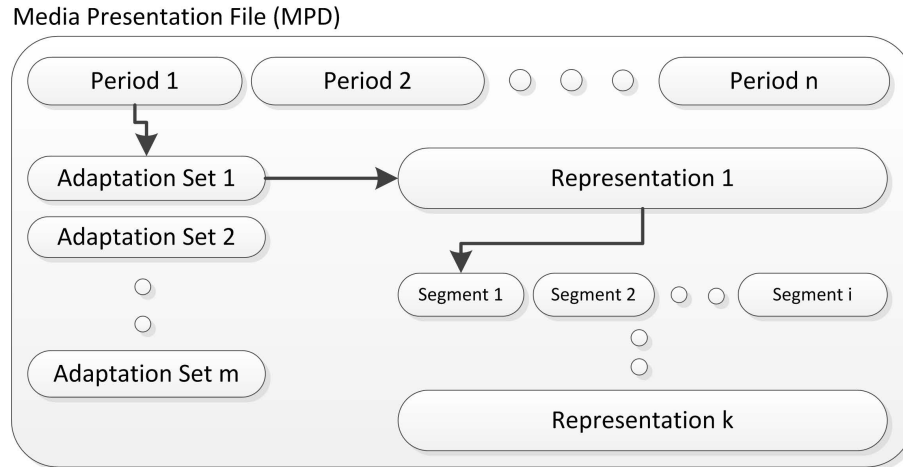 Media Presentation File (MPD)
Period 1
Period 2
Period n
Adaptation Set 1
Representation 1
Adaptation Set 2
Segment 1
Segment 2
Segment i
Adaptation Set m
Representation k